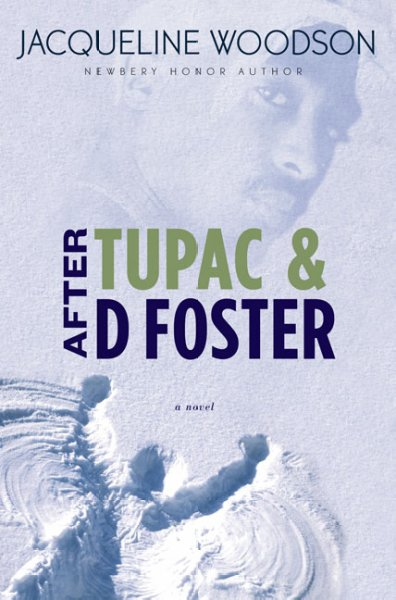 JACQUELINE WOODSON
NEWBERY HONOR AUTHOR
AFTER
TUPAC &
D FOSTER
a novel